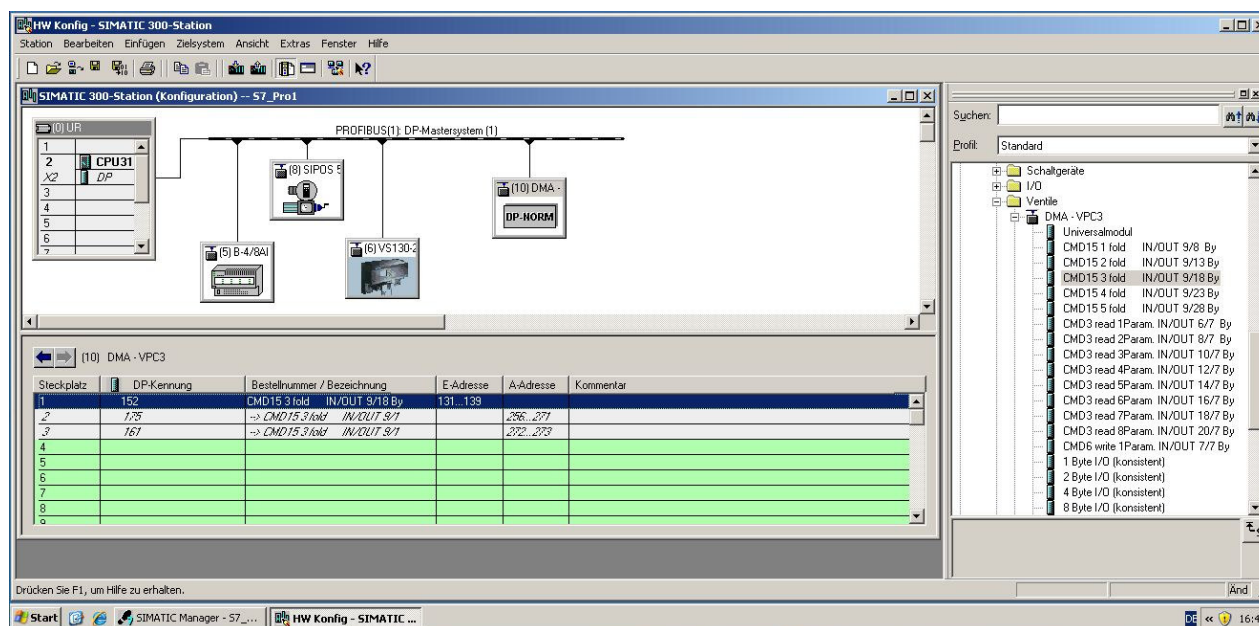 HW Konfig - SIMATIC 300-Station
Station Bearbeiten Einfügen Zielsystem Ansicht Extras Fenster Hilfe
SIMATIC 300-Station (Konfiguration) -- S7_Pro1
(0) UR
1
2 CPU31
X2 DP
3
4
5
6
7
PROFIBUS(1): DP-Mastersystem (1)
(8) SIPOS 5
(10) DMA -
DP-NORM
(5) B-4/8AI
(6) VS130-2
(10) DMA - VPC3
Steckplatz DP-Kennung Bestellnummer / Bezeichnung E-Adresse A-Adresse Kommentar
1 152 CMD15 3 fold IN/OUT 9/18 By 131...139
2 175 --> CMD15 3 fold IN/OUT 9/1 256...271
3 161 --> CMD15 3 fold IN/OUT 9/1 272...273
4
5
6
7
8
9
Suchen:
Profil: Standard
Schaltgeräte
I/O
Ventile
DMA - VPC3
Universalmodul
CMD15 1 fold IN/OUT 9/8 By
CMD15 2 fold IN/OUT 9/13 By
CMD15 3 fold IN/OUT 9/18 By
CMD15 4 fold IN/OUT 9/23 By
CMD15 5 fold IN/OUT 9/28 By
CMD3 read 1Param. IN/OUT 6/7 By
CMD3 read 2Param. IN/OUT 8/7 By
CMD3 read 3Param. IN/OUT 10/7 By
CMD3 read 4Param. IN/OUT 12/7 By
CMD3 read 5Param. IN/OUT 14/7 By
CMD3 read 6Param. IN/OUT 16/7 By
CMD3 read 7Param. IN/OUT 18/7 By
CMD3 read 8Param. IN/OUT 20/7 By
CMD6 write 1Param. IN/OUT 7/7 By
1 Byte I/O (konsistent)
2 Byte I/O (konsistent)
4 Byte I/O (konsistent)
8 Byte I/O (konsistent)
Drücken Sie F1, um Hilfe zu erhalten.
Änd
Start SIMATIC Manager - S7_... HW Konfig - SIMATIC ... DE 16:4